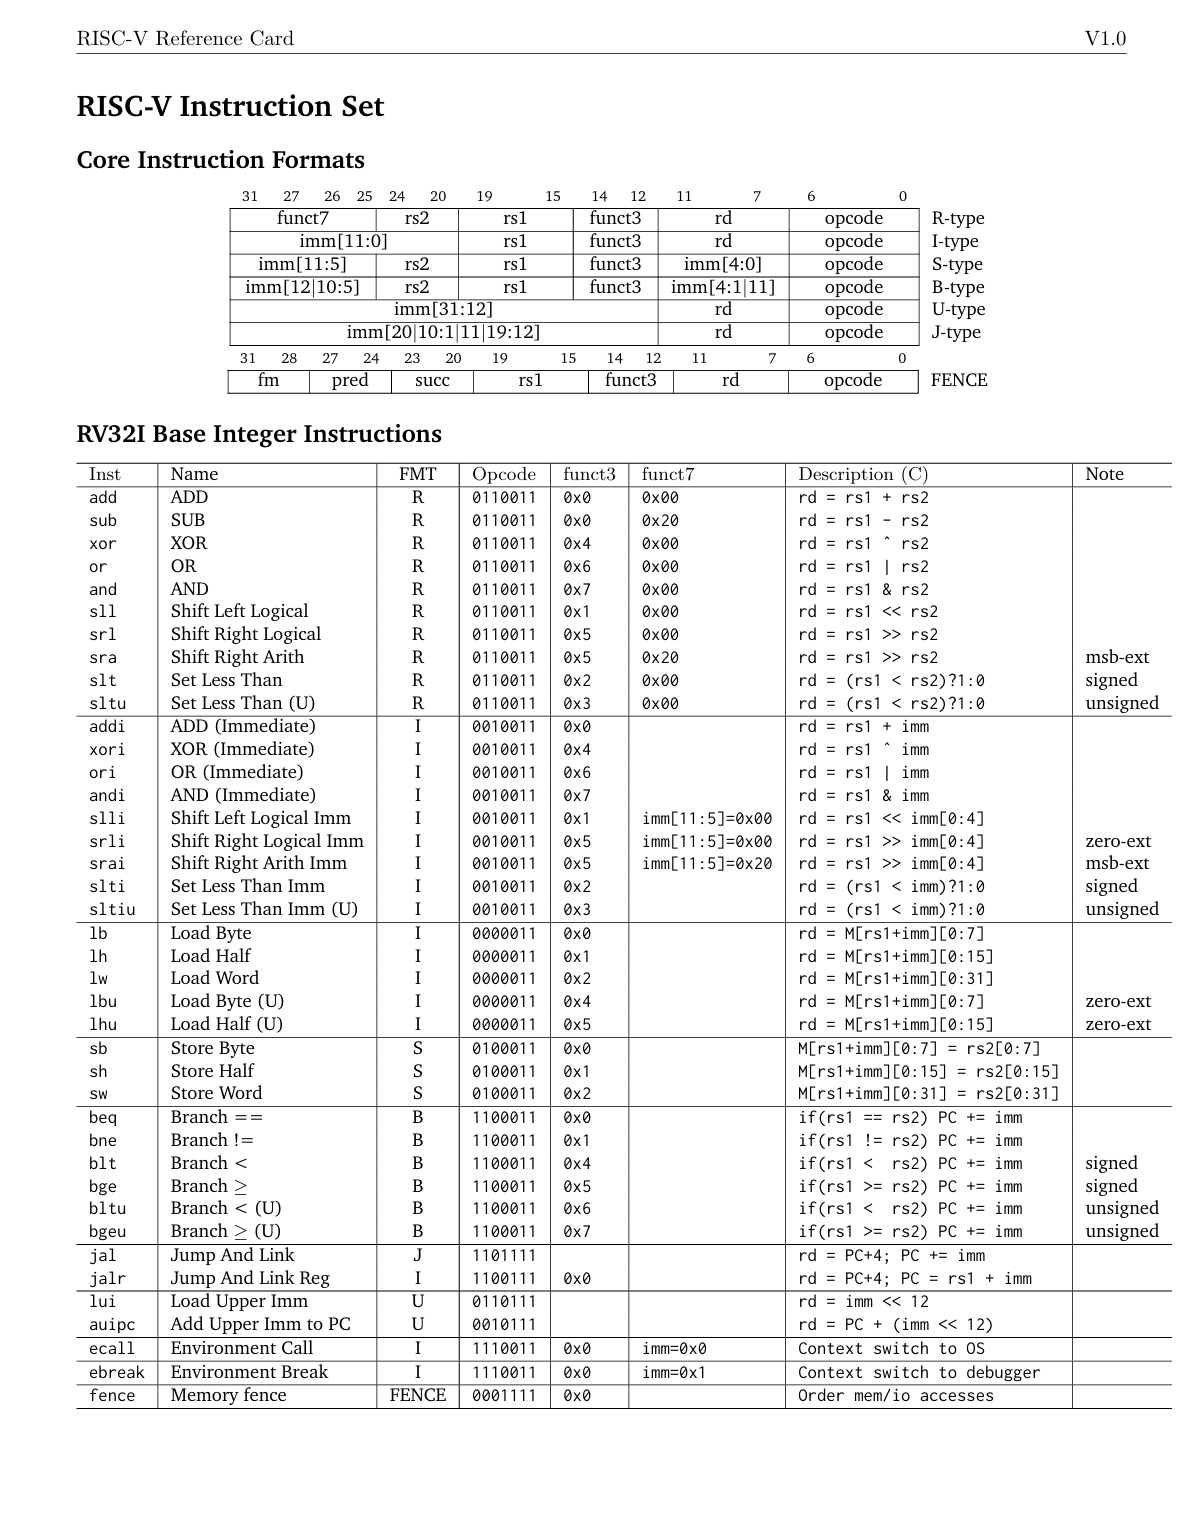 RISC-V Reference Card V1.0
RISC-V Instruction Set
Core Instruction Formats
31 27 26 25 24 20 19 15 14 12 11 7 6 0
funct7 rs2 rs1 funct3 rd opcode R-type
imm[11:0] rs1 funct3 rd opcode I-type
imm[11:5] rs2 rs1 funct3 imm[4:0] opcode S-type
imm[12|10:5] rs2 rs1 funct3 imm[4:1|11] opcode B-type
imm[31:12] rd opcode U-type
imm[20|10:1|11|19:12] rd opcode J-type
31 28 27 24 23 20 19 15 14 12 11 7 6 0
fm pred succ rs1 funct3 rd opcode FENCE
RV32I Base Integer Instructions
Inst Name FMT Opcode funct3 funct7 Description (C) Note
add ADD R 0110011 0x0 0x00 rd = rs1 + rs2
sub SUB R 0110011 0x0 0x20 rd = rs1 - rs2
xor XOR R 0110011 0x4 0x00 rd = rs1 ˆ rs2
or OR R 0110011 0x6 0x00 rd = rs1 | rs2
and AND R 0110011 0x7 0x00 rd = rs1 & rs2
sll Shift Left Logical R 0110011 0x1 0x00 rd = rs1 << rs2
srl Shift Right Logical R 0110011 0x5 0x00 rd = rs1 >> rs2
sra Shift Right Arith R 0110011 0x5 0x20 rd = rs1 >> rs2 msb-ext
slt Set Less Than R 0110011 0x2 0x00 rd = (rs1 < rs2)?1:0 signed
sltu Set Less Than (U) R 0110011 0x3 0x00 rd = (rs1 < rs2)?1:0 unsigned
addi ADD (Immediate) I 0010011 0x0 rd = rs1 + imm
xori XOR (Immediate) I 0010011 0x4 rd = rs1 ˆ imm
ori OR (Immediate) I 0010011 0x6 rd = rs1 | imm
andi AND (Immediate) I 0010011 0x7 rd = rs1 & imm
slli Shift Left Logical Imm I 0010011 0x1 imm[11:5]=0x00 rd = rs1 << imm[0:4]
srli Shift Right Logical Imm I 0010011 0x5 imm[11:5]=0x00 rd = rs1 >> imm[0:4] zero-ext
srai Shift Right Arith Imm I 0010011 0x5 imm[11:5]=0x20 rd = rs1 >> imm[0:4] msb-ext
slti Set Less Than Imm I 0010011 0x2 rd = (rs1 < imm)?1:0 signed
sltiu Set Less Than Imm (U) I 0010011 0x3 rd = (rs1 < imm)?1:0 unsigned
lb Load Byte I 0000011 0x0 rd = M[rs1+imm][0:7]
lh Load Half I 0000011 0x1 rd = M[rs1+imm][0:15]
lw Load Word I 0000011 0x2 rd = M[rs1+imm][0:31]
lbu Load Byte (U) I 0000011 0x4 rd = M[rs1+imm][0:7] zero-ext
lhu Load Half (U) I 0000011 0x5 rd = M[rs1+imm][0:15] zero-ext
sb Store Byte S 0100011 0x0 M[rs1+imm][0:7] = rs2[0:7]
sh Store Half S 0100011 0x1 M[rs1+imm][0:15] = rs2[0:15]
sw Store Word S 0100011 0x2 M[rs1+imm][0:31] = rs2[0:31]
beq Branch == B 1100011 0x0 if(rs1 == rs2) PC += imm
bne Branch != B 1100011 0x1 if(rs1 != rs2) PC += imm
blt Branch < B 1100011 0x4 if(rs1 < rs2) PC += imm signed
bge Branch ≥ B 1100011 0x5 if(rs1 >= rs2) PC += imm signed
bltu Branch < (U) B 1100011 0x6 if(rs1 < rs2) PC += imm unsigned
bgeu Branch ≥ (U) B 1100011 0x7 if(rs1 >= rs2) PC += imm unsigned
jal Jump And Link J 1101111 rd = PC+4; PC += imm
jalr Jump And Link Reg I 1100111 0x0 rd = PC+4; PC = rs1 + imm
lui Load Upper Imm U 0110111 rd = imm << 12
auipc Add Upper Imm to PC U 0010111 rd = PC + (imm << 12)
ecall Environment Call I 1110011 0x0 imm=0x0 Context switch to OS
ebreak Environment Break I 1110011 0x0 imm=0x1 Context switch to debugger
fence Memory fence FENCE 0001111 0x0 Order mem/io accesses